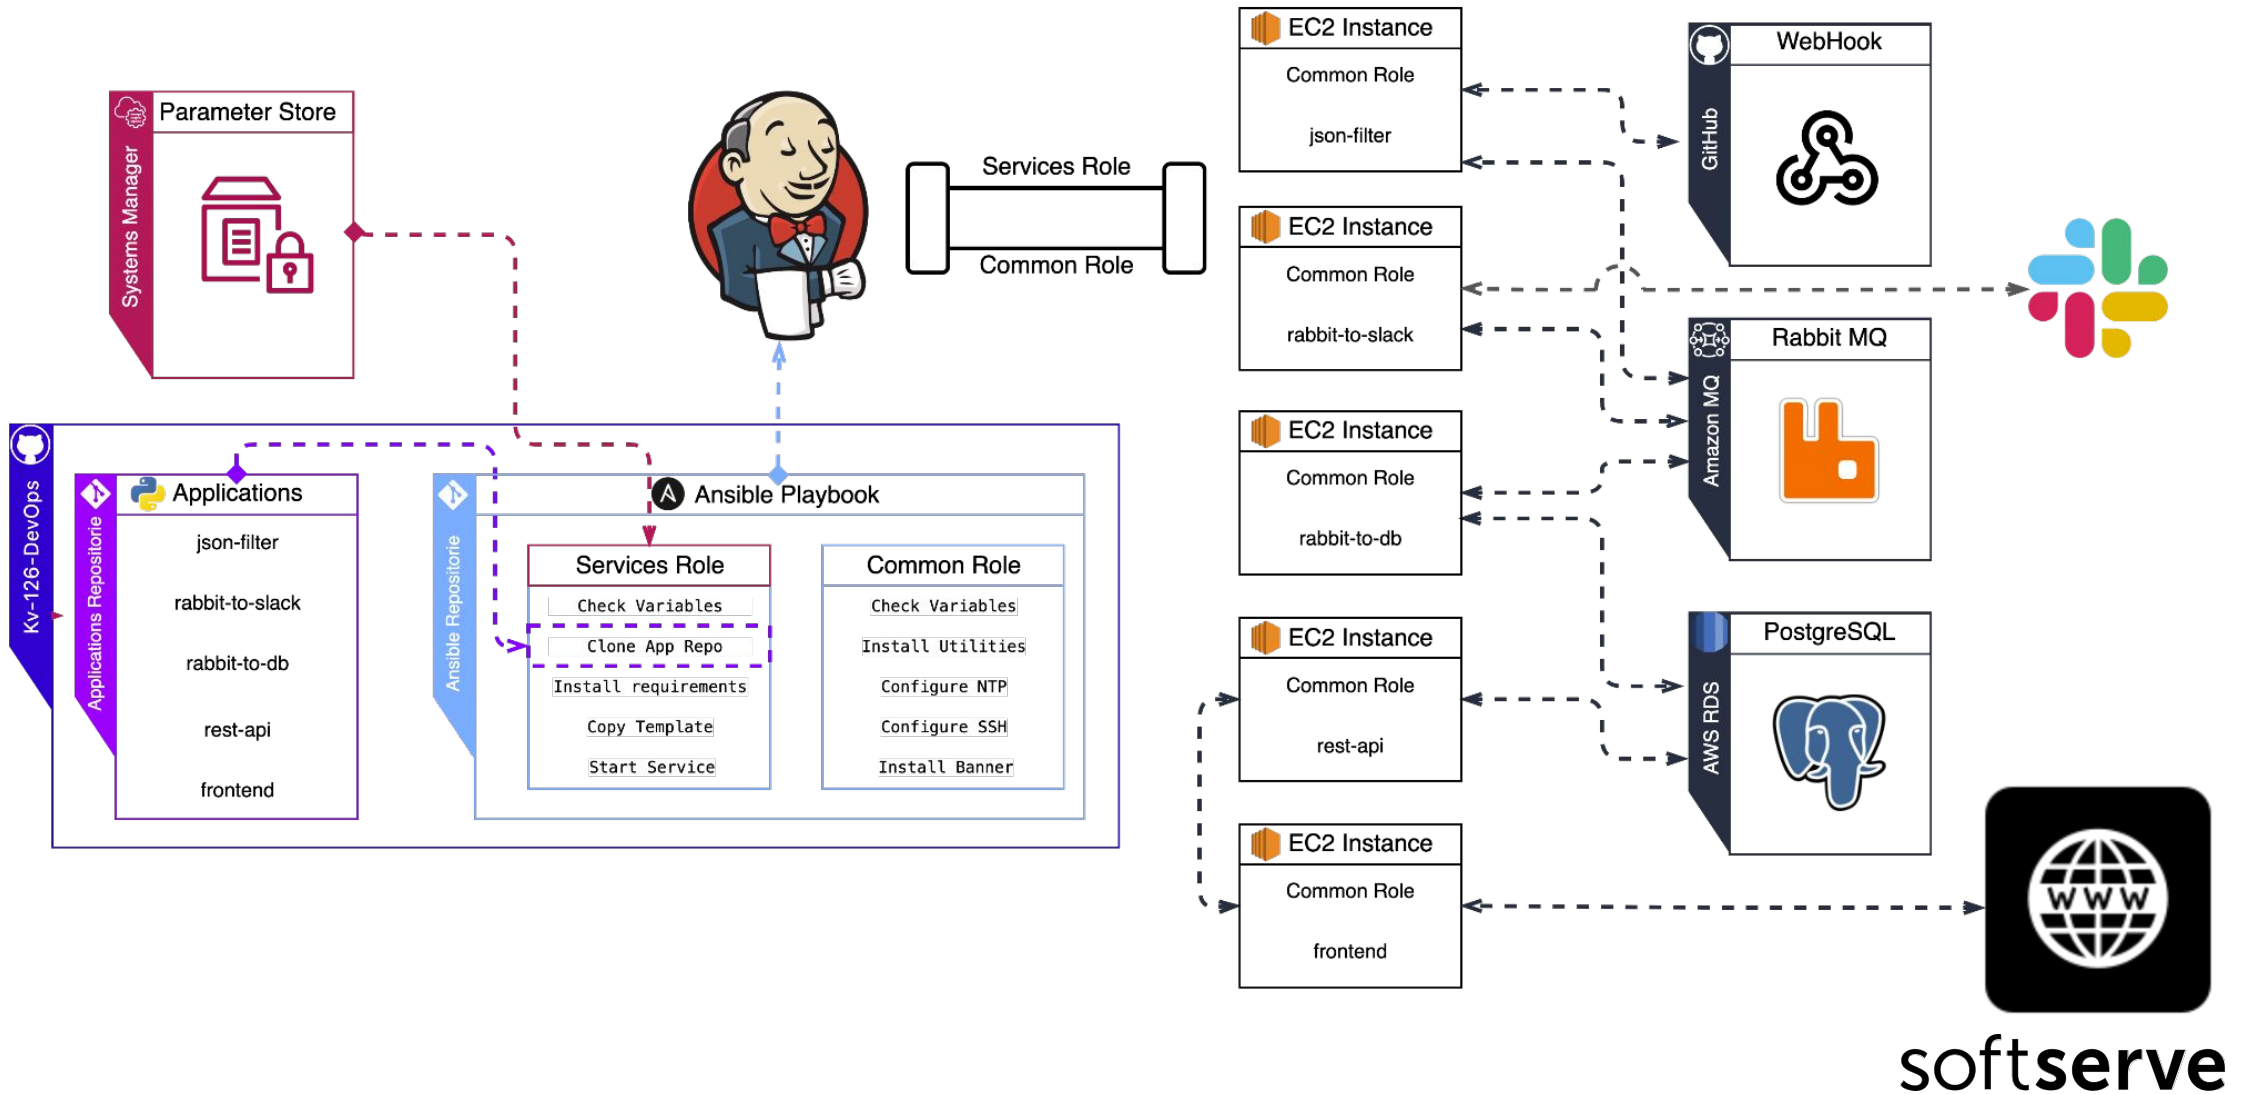 Parameter Store
Systems Manager
Kv-126-DevOps
Applications Repositorie
Applications
json-filter
rabbit-to-slack
rabbit-to-db
rest-api
frontend
Ansible Repositorie
Ansible Playbook
Services Role
Check Variables
Clone App Repo
Install requirements
Copy Template
Start Service
Common Role
Check Variables
Install Utilities
Configure NTP
Configure SSH
Install Banner
Services Role
Common Role
EC2 Instance
Common Role
json-filter
EC2 Instance
Common Role
rabbit-to-slack
EC2 Instance
Common Role
rabbit-to-db
EC2 Instance
Common Role
rest-api
EC2 Instance
Common Role
frontend
GitHub
WebHook
Amazon MQ
Rabbit MQ
AWS RDS
PostgreSQL
WWW
softserve